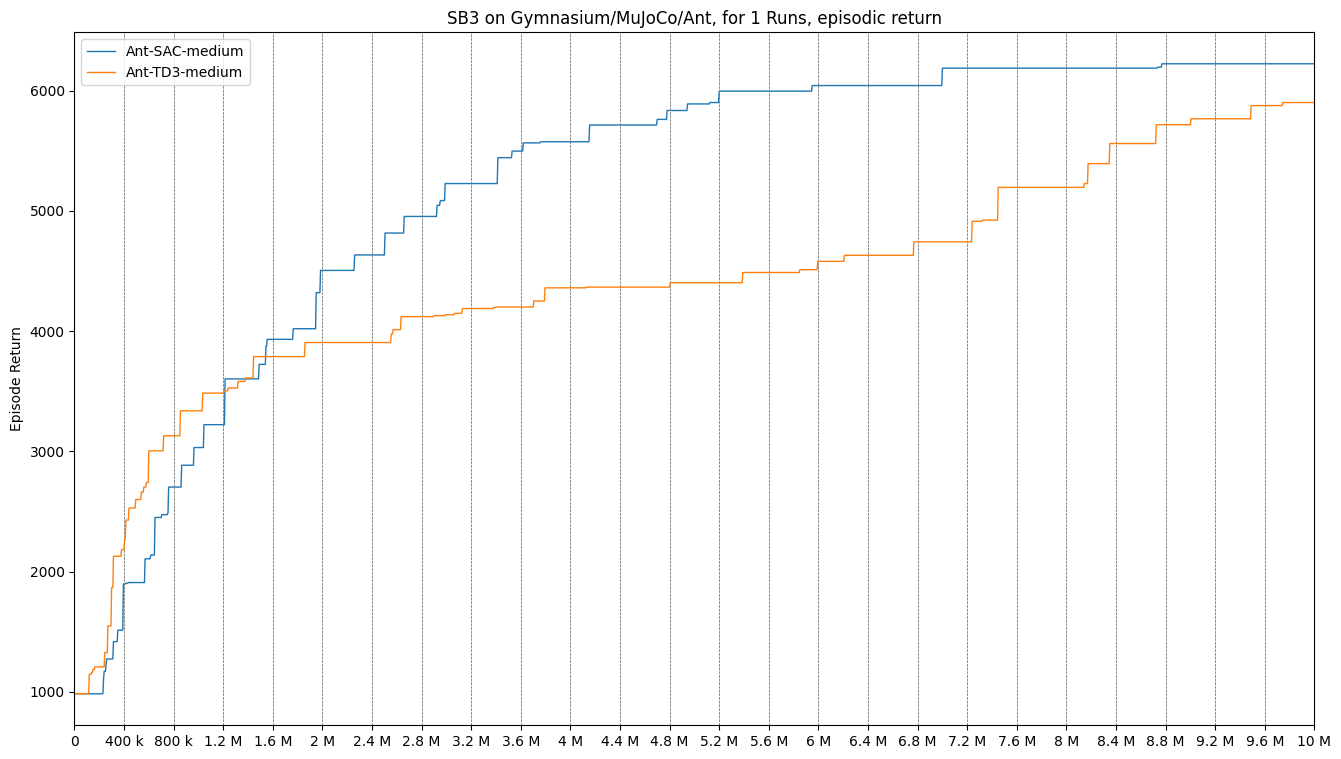 SB3 on Gymnasium/MuJoCo/Ant, for 1 Runs, episodic return
Ant-SAC-medium
Ant-TD3-medium
Episode Return
6000
5000
4000
3000
2000
1000
0 400 k 800 k 1.2 M 1.6 M 2 M 2.4 M 2.8 M 3.2 M 3.6 M 4 M 4.4 M 4.8 M 5.2 M 5.6 M 6 M 6.4 M 6.8 M 7.2 M 7.6 M 8 M 8.4 M 8.8 M 9.2 M 9.6 M 10 M